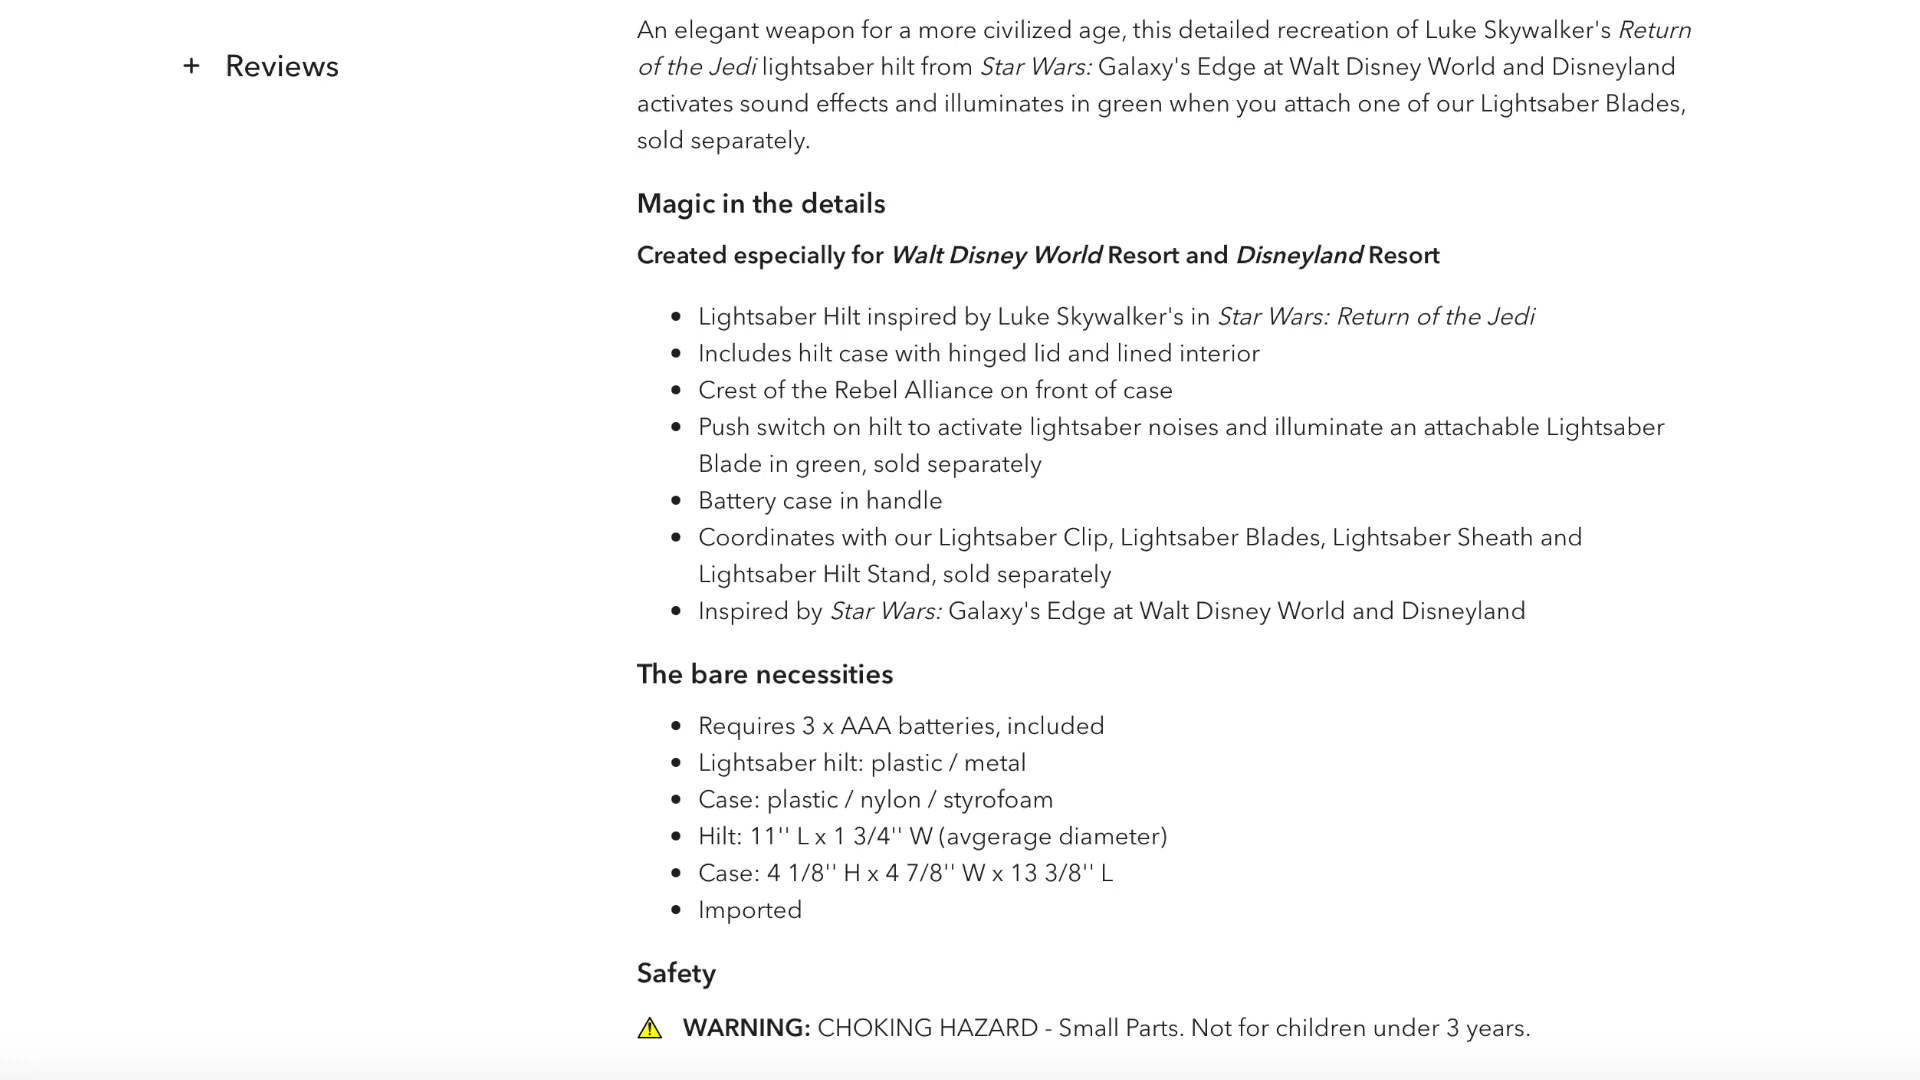 + Reviews
An elegant weapon for a more civilized age, this detailed recreation of Luke Skywalker's Return
of the Jedi lightsaber hilt from Star Wars: Galaxy's Edge at Walt Disney World and Disneyland
activates sound effects and illuminates in green when you attach one of our Lightsaber Blades,
sold separately.
Magic in the details
Created especially for Walt Disney World Resort and Disneyland Resort
• Lightsaber Hilt inspired by Luke Skywalker's in Star Wars: Return of the Jedi
• Includes hilt case with hinged lid and lined interior
• Crest of the Rebel Alliance on front of case
• Push switch on hilt to activate lightsaber noises and illuminate an attachable Lightsaber
Blade in green, sold separately
• Battery case in handle
• Coordinates with our Lightsaber Clip, Lightsaber Blades, Lightsaber Sheath and
Lightsaber Hilt Stand, sold separately
• Inspired by Star Wars: Galaxy's Edge at Walt Disney World and Disneyland
The bare necessities
• Requires 3 x AAA batteries, included
• Lightsaber hilt: plastic / metal
• Case: plastic / nylon / styrofoam
• Hilt: 11'' L x 1 3/4'' W (avgerage diameter)
• Case: 4 1/8'' H x 4 7/8'' W x 13 3/8'' L
• Imported
Safety
WARNING: CHOKING HAZARD - Small Parts. Not for children under 3 years.